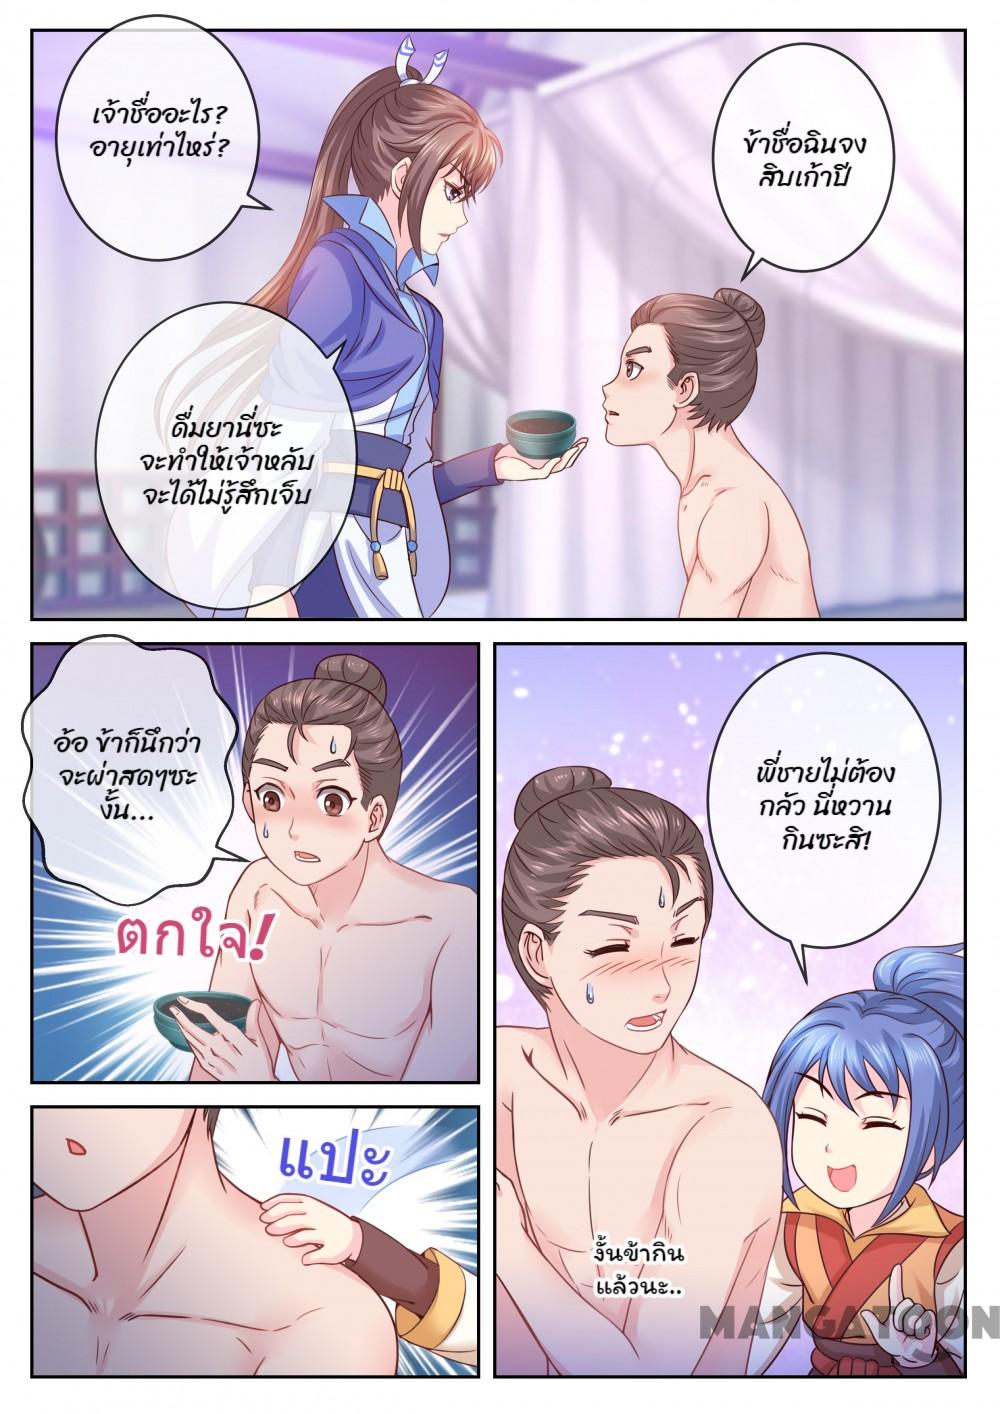 เจ้าชื่ออะไร?
อายุเท่าไหร่?
ข้าชื่อฉินจง
สิบเก้าปี
ดื่มยานี่ซะ
จะทำให้เจ้าหลับ
จะได้ไม่รู้สึกเจ็บ
อ้อ ข้าก็นึกว่า
จะผ่าสดๆซะ
งั้น...
ตกใจ!
แปะ
พี่ชายไม่ต้อง
กลัว นี่หวาน
กินซะสิ!
งั้นข้ากิน
แล้วนะ..
MANGATOON